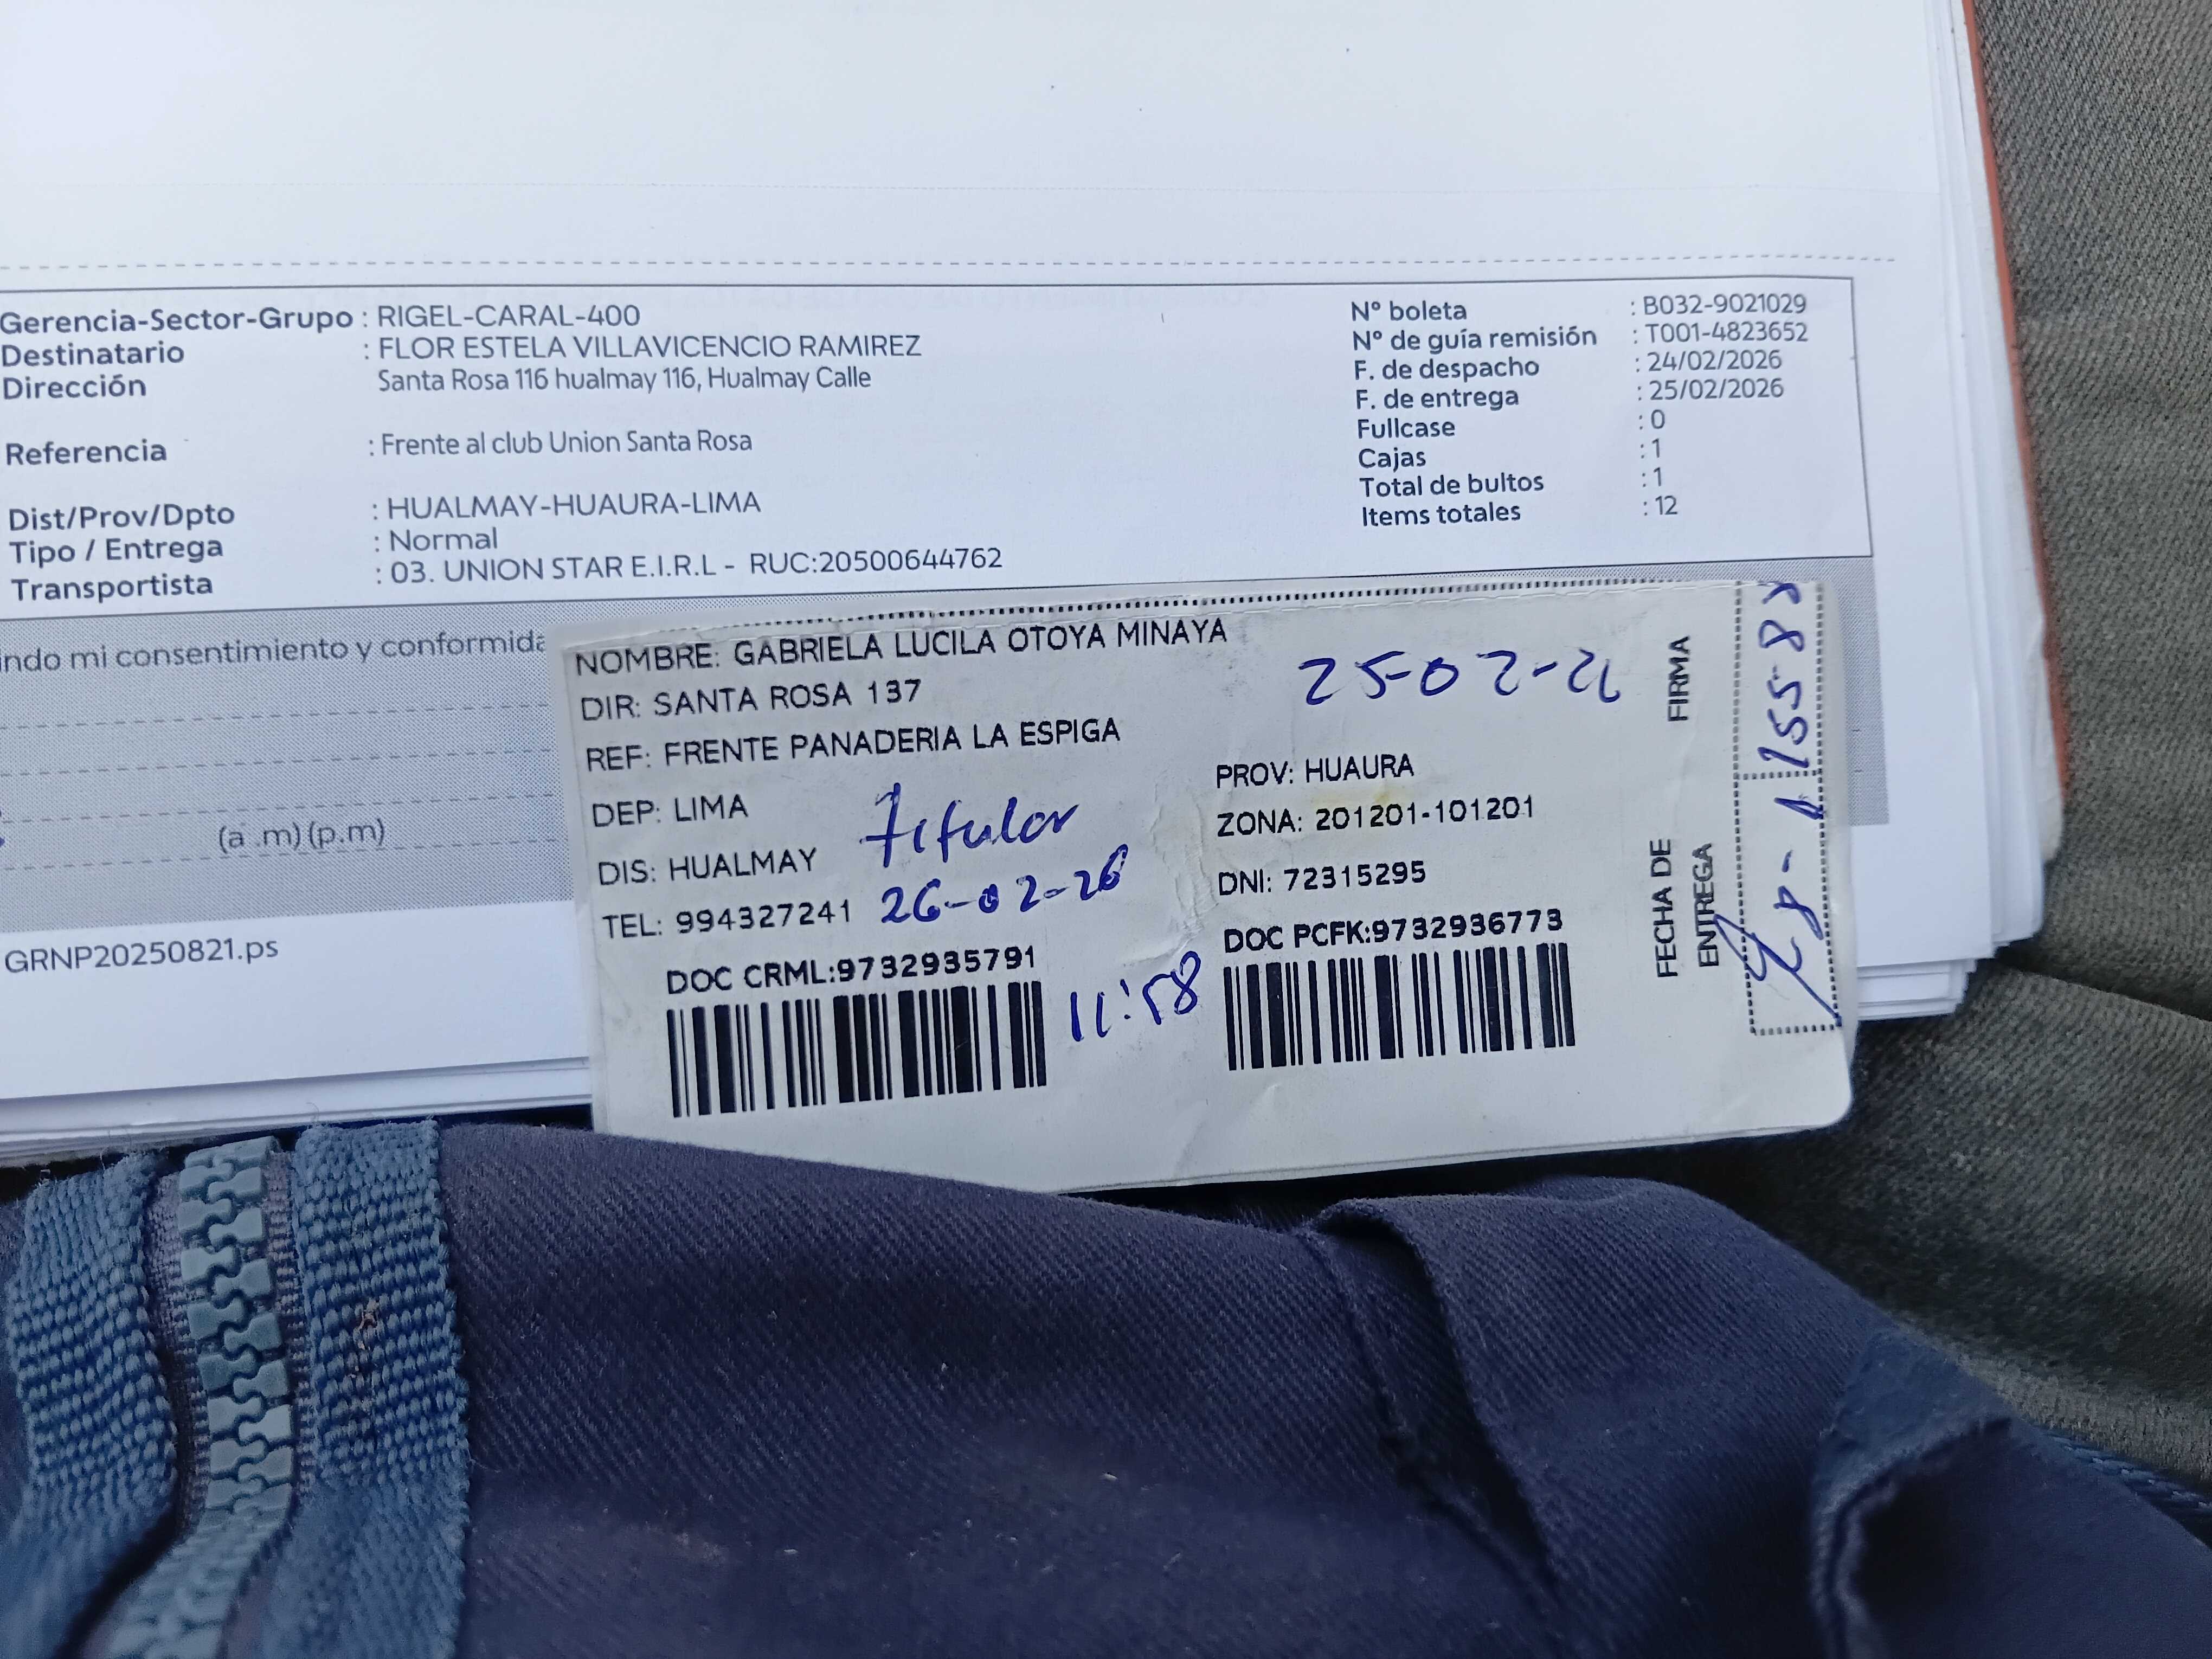 Gerencia-Sector-Grupo : RIGEL-CARAL-400
Destinatario : FLOR ESTELA VILLAVICENCIO RAMIREZ
Dirección Santa Rosa 116 hualmay 116, Hualmay Calle
Referencia : Frente al club Union Santa Rosa
Dist/Prov/Dpto : HUALMAY-HUAURA-LIMA
Tipo / Entrega : Normal
Transportista : 03. UNION STAR E.I.R.L - RUC:20500644762
N° boleta : B032-9021029
N° de guía remisión : T001-4823652
F. de despacho : 24/02/2026
F. de entrega : 25/02/2026
Fullcase : 0
Cajas : 1
Total de bultos : 1
Items totales : 12
mi consentimiento y
(a .m) (p.m)
GRNP20250821.ps
NOMBRE: GABRIELA LUCILA OTOYA MINAYA
DIR: SANTA ROSA 137
25-02-26
REF: FRENTE PANADERIA LA ESPIGA
DEP: LIMA
PROV: HUAURA
Titular
ZONA: 201201-101201
DIS: HUALMAY
DNI: 72315295
TEL: 994327241
26-02-26
DOC CRML:9732935791
DOC PCFK:9732936773
11:58
FIRMA
FECHA DE
ENTREGA